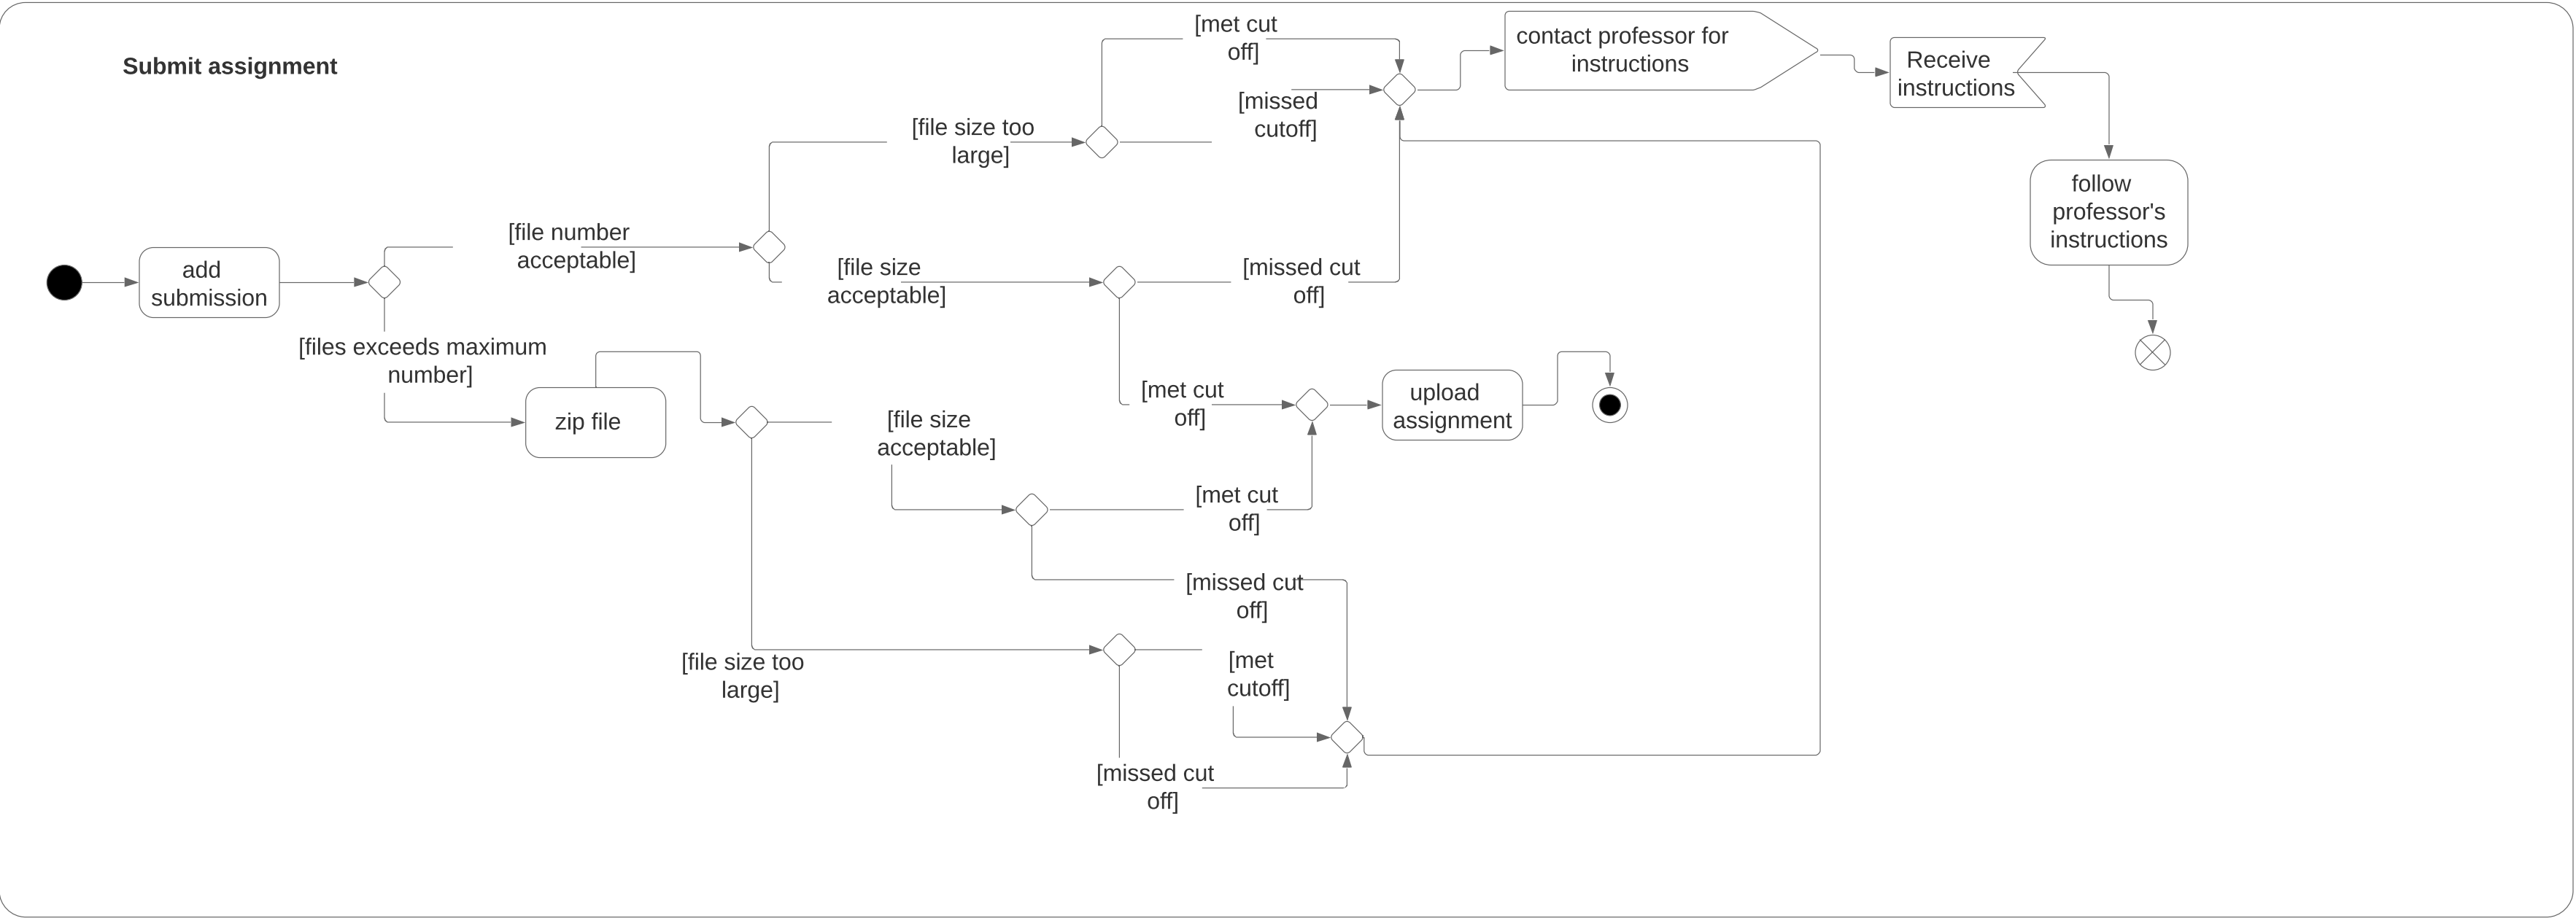 Submit assignment
[met cut
off]
contact professor for
instructions
Receive
instructions
[missed
cutoff]
[file size too
large]
follow
professor's
instructions
[file number
acceptable]
add
submission
[file size
acceptable]
[missed cut
off]
[files exceeds maximum
number]
zip file
[met cut
off]
upload
assignment
[file size
acceptable]
[met cut
off]
[missed cut
off]
[file size too
large]
[met
cutoff]
[missed cut
off]